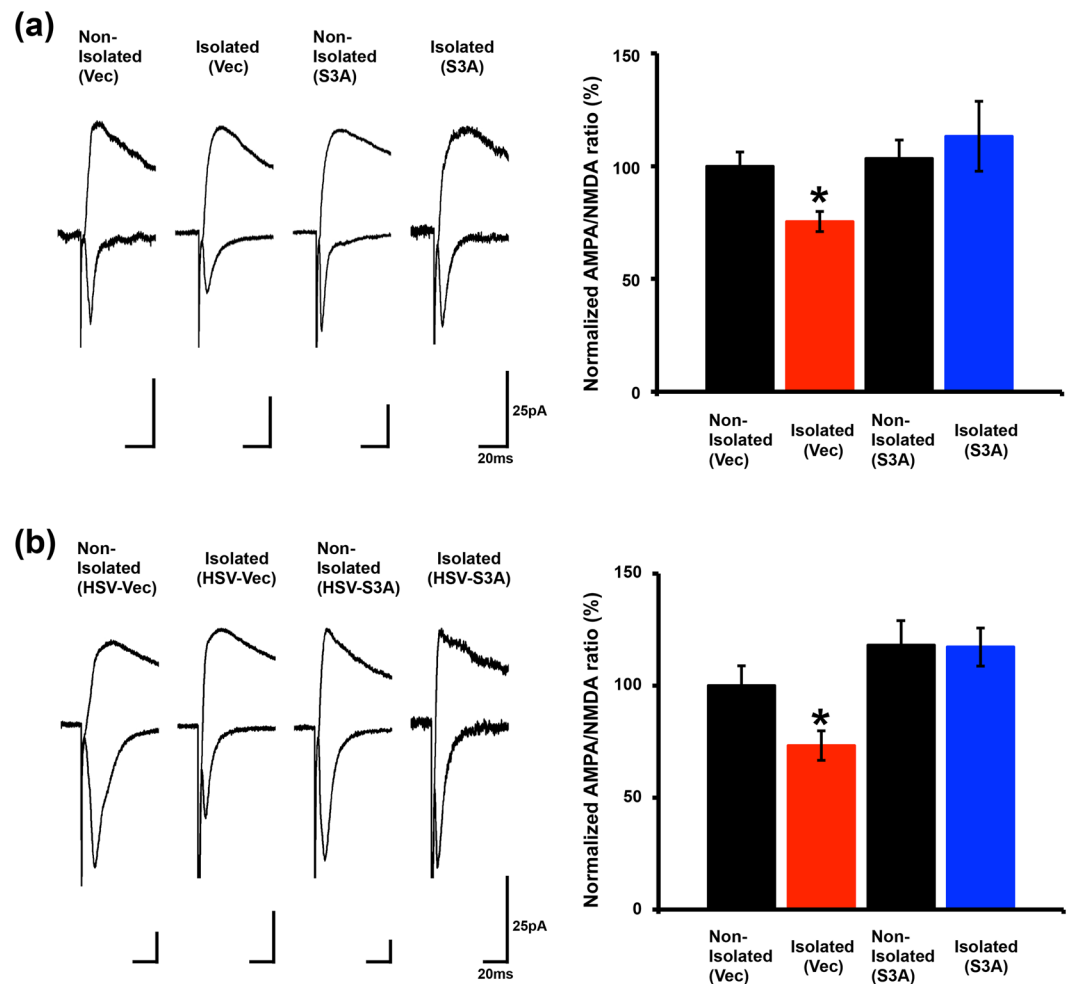 (a)
Non-
Isolated
(Vec)
Isolated
(Vec)
Non-
Isolated
(S3A)
Isolated
(S3A)
25pA
20ms
Normalized AMPA/NMDA ratio (%)
150
100
50
0
Non-
Isolated
(Vec)
Isolated
(Vec)
Non-
Isolated
(S3A)
Isolated
(S3A)
*
(b)
Non-
Isolated
(HSV-Vec)
Isolated
(HSV-Vec)
Non-
Isolated
(HSV-S3A)
Isolated
(HSV-S3A)
25pA
20ms
Normalized AMPA/NMDA ratio (%)
150
100
50
0
*
Non-
Isolated
(Vec)
Isolated
(Vec)
Non-
Isolated
(S3A)
Isolated
(S3A)